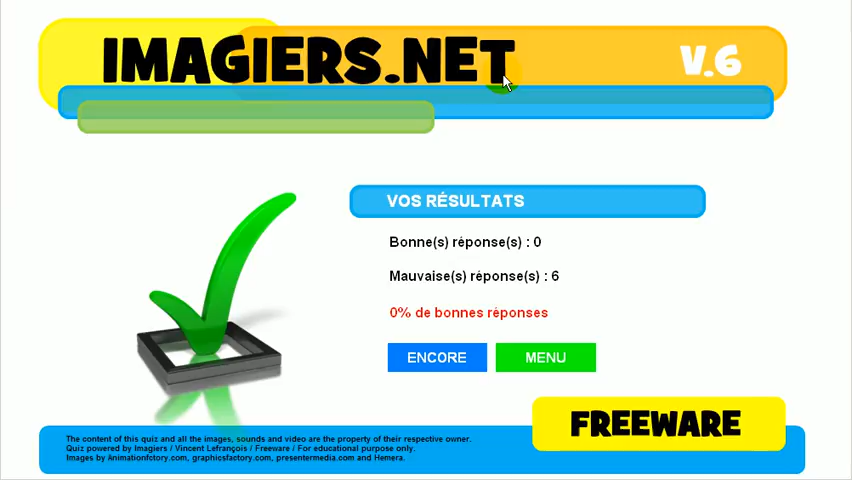 IMAGIERS.NET
V.6
VOS RÉSULTATS
Bonne(s) réponse(s) : 0
Mauvaise(s) réponse(s) : 6
0% de bonnes réponses
ENCORE
MENU
FREEWARE
The content of this quiz and all the images, sounds and video are the property of their respective owner.
Quiz powered by Imagiers / Vincent Lefrançois / Freeware / For educational purpose only.
Images by Animationfctory.com, graphicsfactory.com, presentermedia.com and Hemera.